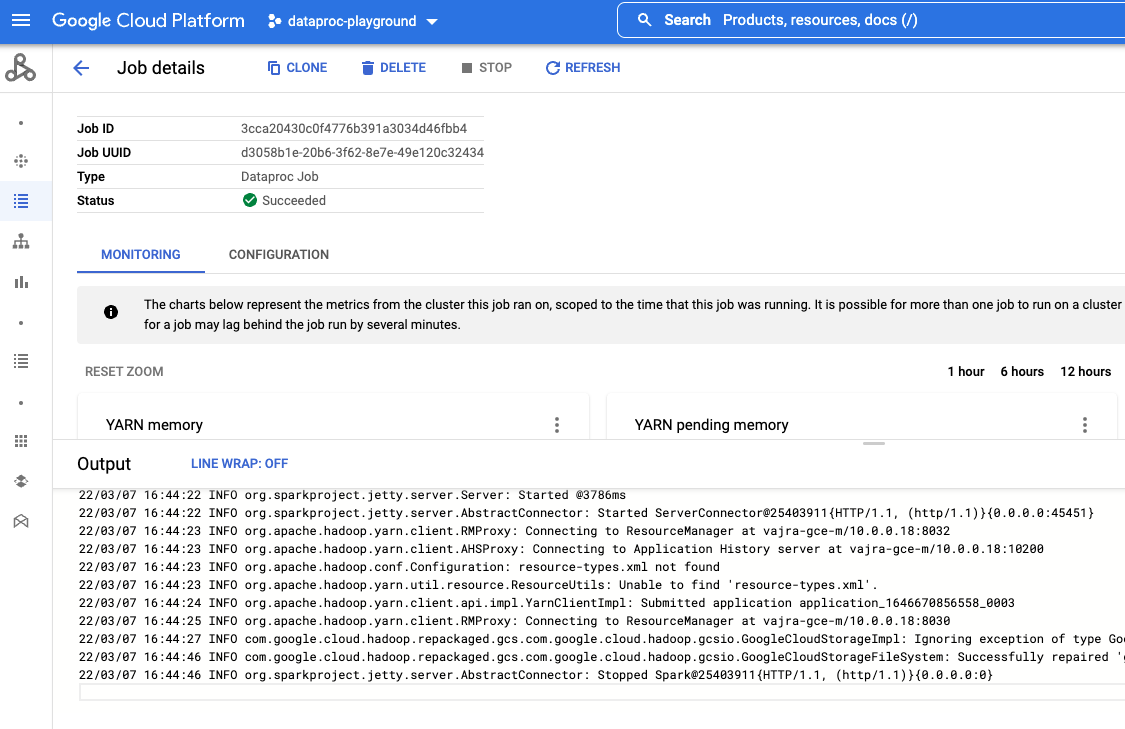 Google Cloud Platform dataproc-playground Search Products, resources, docs (/)
Job details CLONE DELETE STOP REFRESH
Job ID 3cca20430c0f4776b391a3034d46fbb4
Job UUID d3058b1e-20b6-3f62-8e7e-49e120c32434
Type Dataproc Job
Status Succeeded
MONITORING CONFIGURATION
The charts below represent the metrics from the cluster this job ran on, scoped to the time that this job was running. It is possible for more than one job to run on a cluster
for a job may lag behind the job run by several minutes.
RESET ZOOM 1 hour 6 hours 12 hours
YARN memory YARN pending memory
Output LINE WRAP: OFF
22/03/07 16:44:22 INFO org.sparkproject.jetty.server.Server: Started @3786ms
22/03/07 16:44:22 INFO org.sparkproject.jetty.server.AbstractConnector: Started ServerConnector@25403911{HTTP/1.1, (http/1.1)}{0.0.0.0:45451}
22/03/07 16:44:23 INFO org.apache.hadoop.yarn.client.RMProxy: Connecting to ResourceManager at vajra-gce-m/10.0.0.18:8032
22/03/07 16:44:23 INFO org.apache.hadoop.yarn.client.AHSProxy: Connecting to Application History server at vajra-gce-m/10.0.0.18:10200
22/03/07 16:44:23 INFO org.apache.hadoop.conf.Configuration: resource-types.xml not found
22/03/07 16:44:23 INFO org.apache.hadoop.yarn.util.resource.ResourceUtils: Unable to find 'resource-types.xml'.
22/03/07 16:44:24 INFO org.apache.hadoop.yarn.client.api.impl.YarnClientImpl: Submitted application application_1646670856558_0003
22/03/07 16:44:25 INFO org.apache.hadoop.yarn.client.RMProxy: Connecting to ResourceManager at vajra-gce-m/10.0.0.18:8030
22/03/07 16:44:27 INFO com.google.cloud.hadoop.repackaged.gcs.com.google.cloud.hadoop.gcsio.GoogleCloudStorageImpl: Ignoring exception of type Goo
22/03/07 16:44:46 INFO com.google.cloud.hadoop.repackaged.gcs.com.google.cloud.hadoop.gcsio.GoogleCloudStorageFileSystem: Successfully repaired 'g
22/03/07 16:44:46 INFO org.sparkproject.jetty.server.AbstractConnector: Stopped Spark@25403911{HTTP/1.1, (http/1.1)}{0.0.0.0:0}